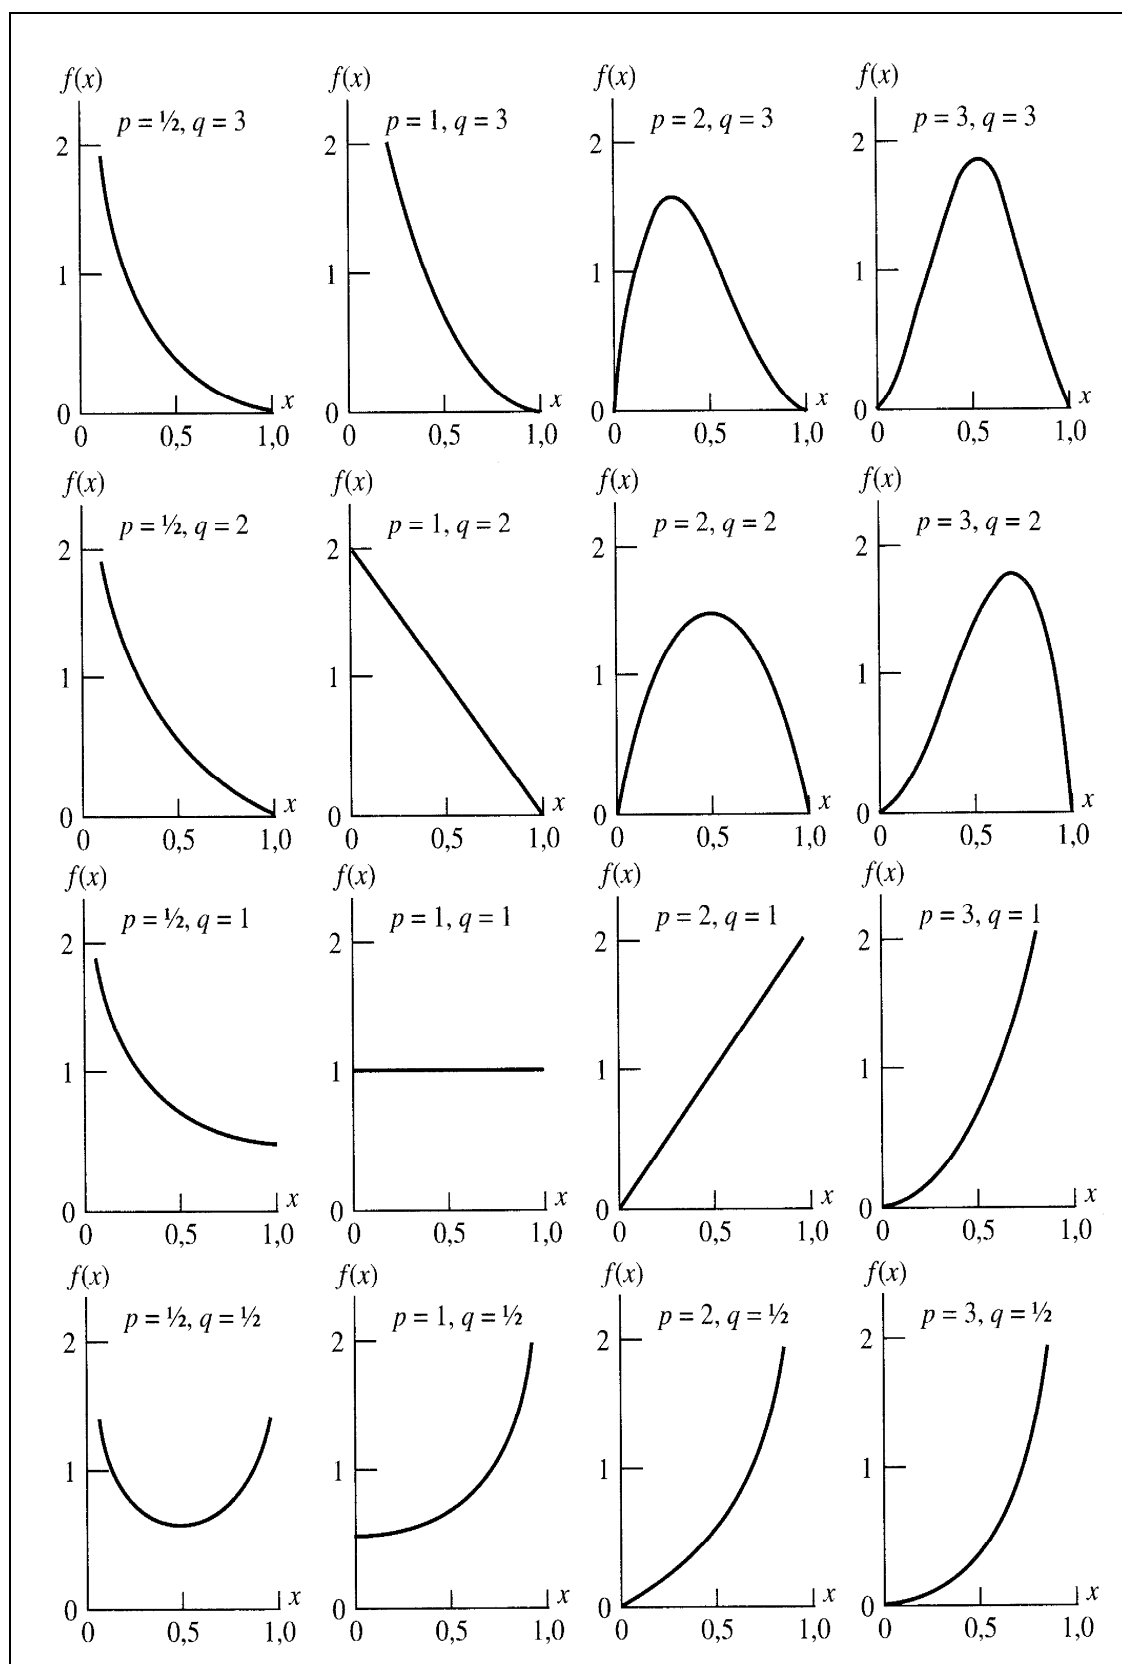 f(x) f(x) f(x) f(x)
p = ½, q = 3 p = 1, q = 3 p = 2, q = 3 p = 3, q = 3
2 2 2 2
1 1 1 1
0 x 0 x 0 x 0 x
0 0,5 1,0 0 0,5 1,0 0 0,5 1,0 0 0,5 1,0
f(x) f(x) f(x) f(x)
p = ½, q = 2 p = 1, q = 2 p = 2, q = 2 p = 3, q = 2
2 2 2 2
1 1 1 1
0 x 0 x 0 x 0 x
0 0,5 1,0 0 0,5 1,0 0 0,5 1,0 0 0,5 1,0
f(x) f(x) f(x) f(x)
p = ½, q = 1 p = 1, q = 1 p = 2, q = 1 p = 3, q = 1
2 2 2 2
1 1 1 1
0 x 0 x 0 x 0 x
0 0,5 1,0 0 0,5 1,0 0 0,5 1,0 0 0,5 1,0
f(x) f(x) f(x) f(x)
p = ½, q = ½ p = 1, q = ½ p = 2, q = ½ p = 3, q = ½
2 2 2 2
1 1 1 1
0 x 0 x 0 x 0 x
0 0,5 1,0 0 0,5 1,0 0 0,5 1,0 0 0,5 1,0